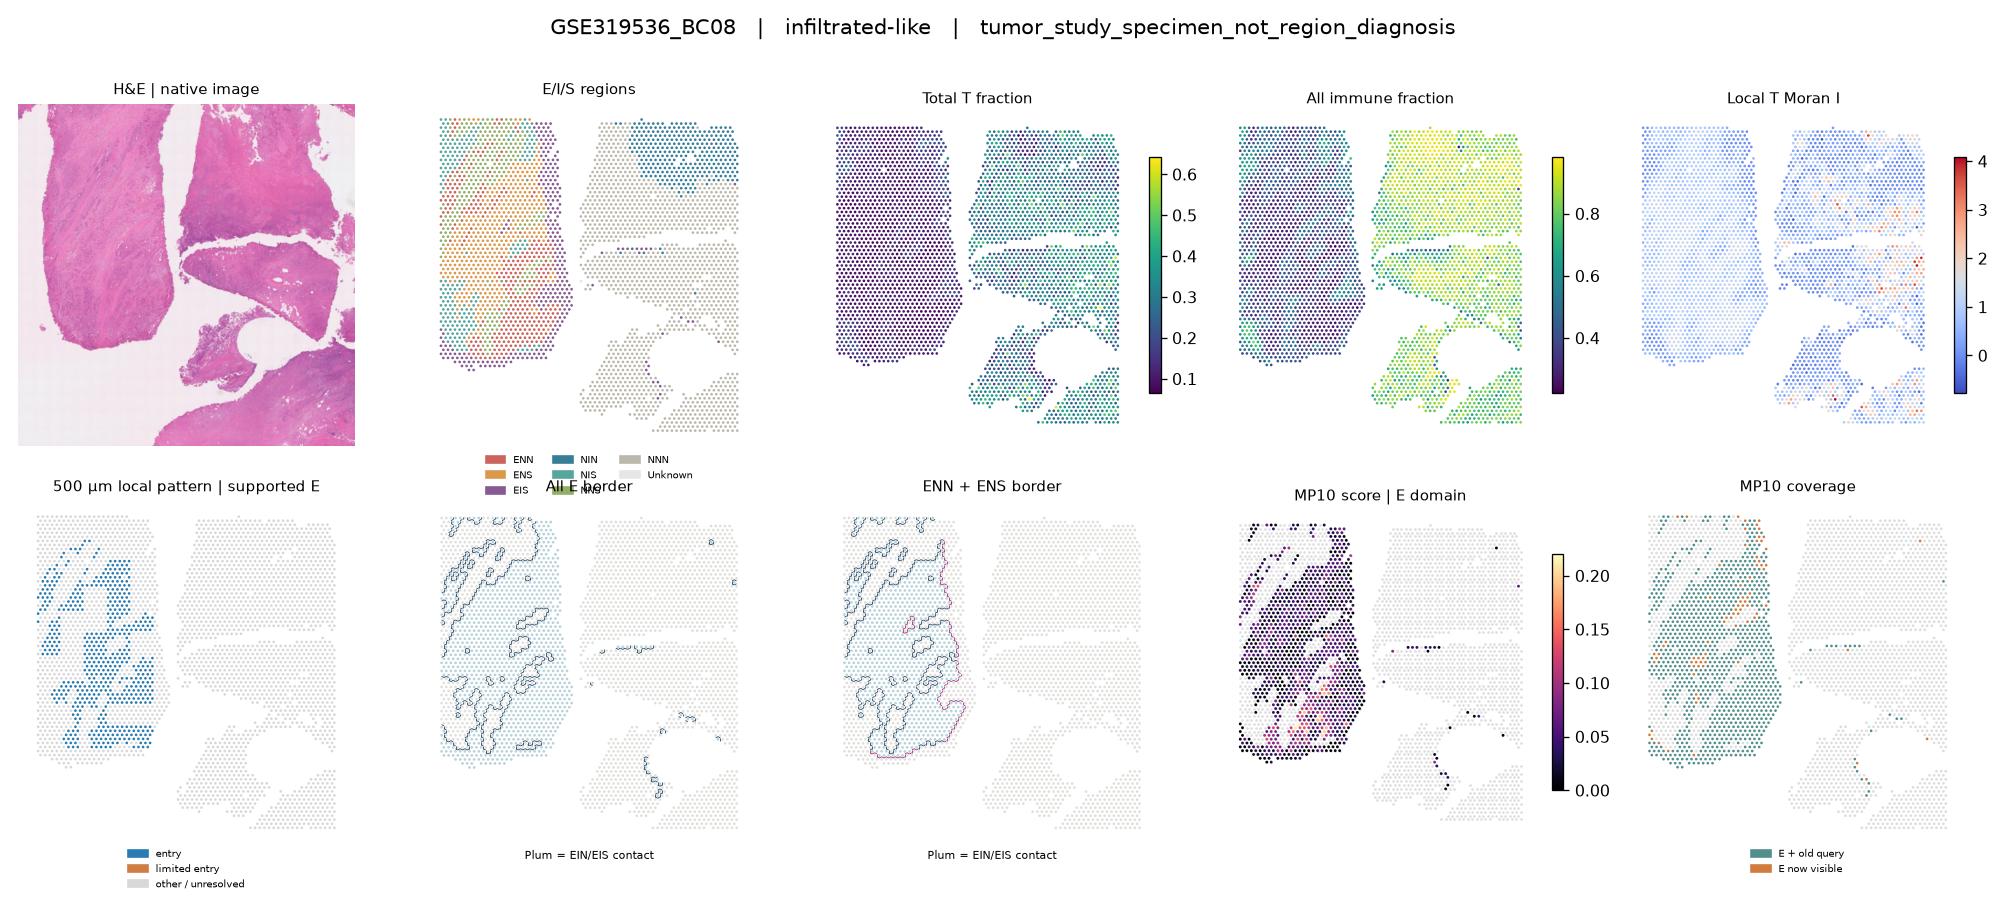 GSE319536_BC08 | infiltrated-like | tumor_study_specimen_not_region_diagnosis
H&E | native image
E/I/S regions
Total T fraction
All immune fraction
Local T Moran I
0.6
0.5
0.4
0.3
0.2
0.1
0.8
0.6
0.4
4
3
2
1
0
ENN
NIN
NNN
ENS
NIS
Unknown
EIS
NNS
500 µm local pattern | supported E
All E border
ENN + ENS border
MP10 score | E domain
MP10 coverage
0.20
0.15
0.10
0.05
0.00
entry
limited entry
other / unresolved
Plum = EIN/EIS contact
Plum = EIN/EIS contact
E + old query
E now visible